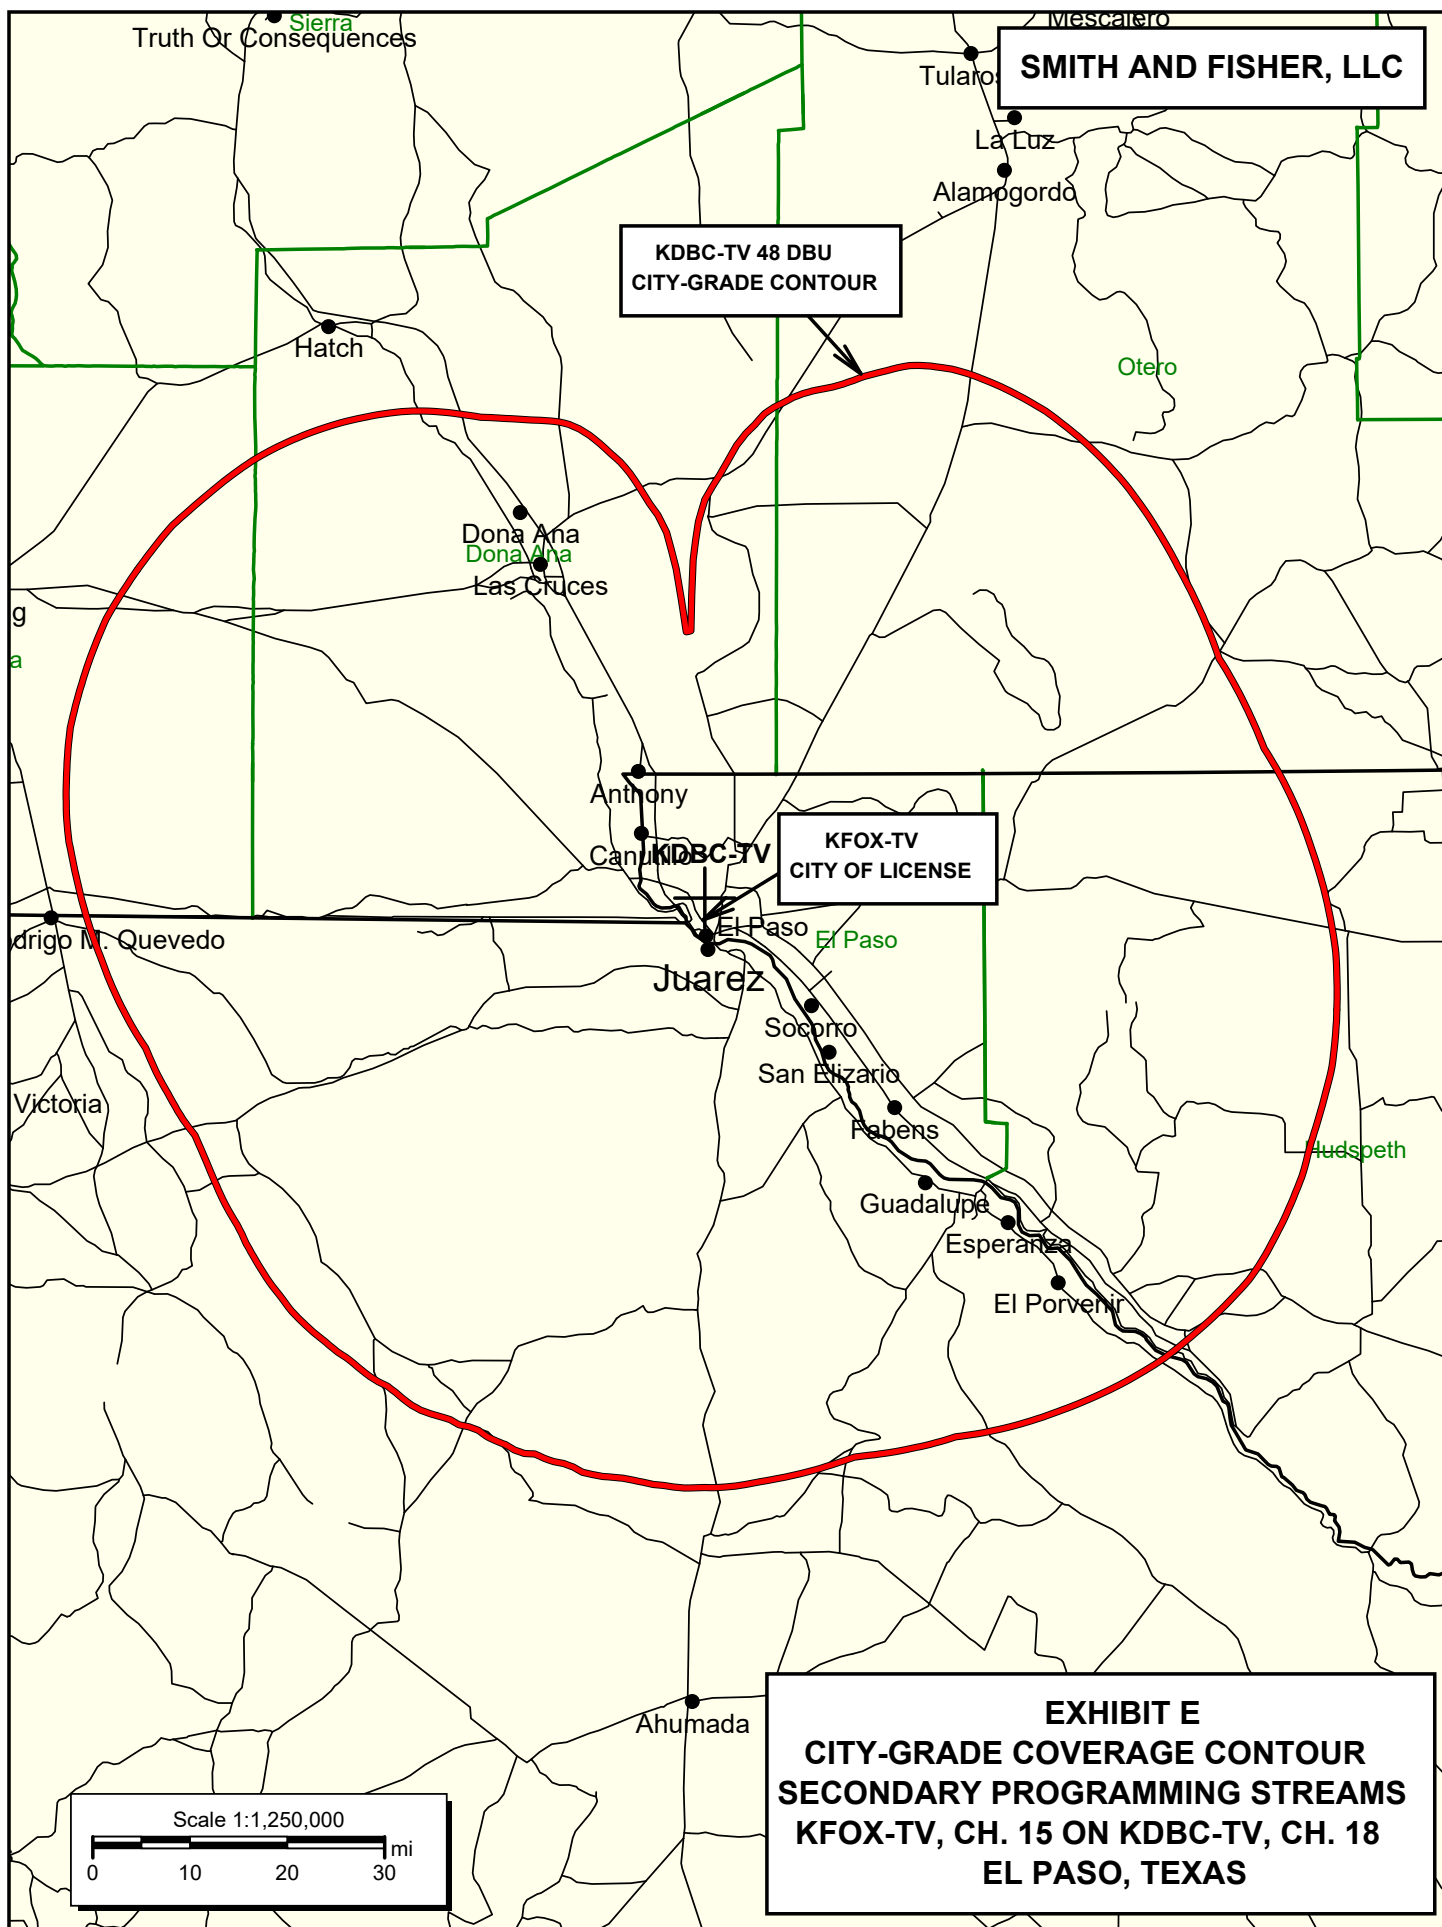 Sierra
Truth Or Consequences
Mescalero
SMITH AND FISHER, LLC
La Luz
Alamogordo
KDBC-TV 48 DBU
CITY-GRADE CONTOUR
Hatch
Otero
Dona Ana
Dona Ana
Las Cruces
g
a
Anthony
Canutillo
KDBC-TV
KFOX-TV
CITY OF LICENSE
drigo M. Quevedo
El Paso
El Paso
Juarez
Socorro
San Elizario
Victoria
Fabens
Hudspeth
Guadalupe
Esperanza
El Porvenir
Ahumada
EXHIBIT E
CITY-GRADE COVERAGE CONTOUR
SECONDARY PROGRAMMING STREAMS
KFOX-TV, CH. 15 ON KDBC-TV, CH. 18
EL PASO, TEXAS
Scale 1:1,250,000
mi
0 10 20 30